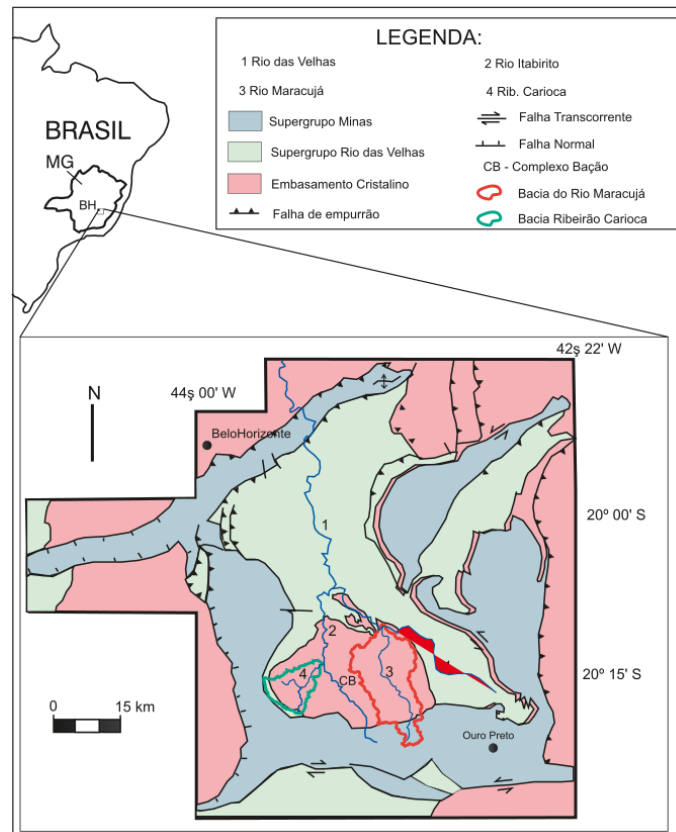 LEGENDA:
1 Rio das Velhas
2 Rio Itabirito
3 Rio Maracujá
4 Rib. Carioca
Supergrupo Minas
Falha Transcorrente
Supergrupo Rio das Velhas
Falha Normal
CB - Complexo Bação
Embasamento Cristalino
Bacia do Rio Maracujá
Falha de empurrão
Bacia Ribeirão Carioca
BRASIL
MG
BH
42ş 22' W
44ş 00' W
N
BeloHorizonte
20º 00' S
1
2
3
4
CB
20º 15' S
0 15 km
Ouro Preto